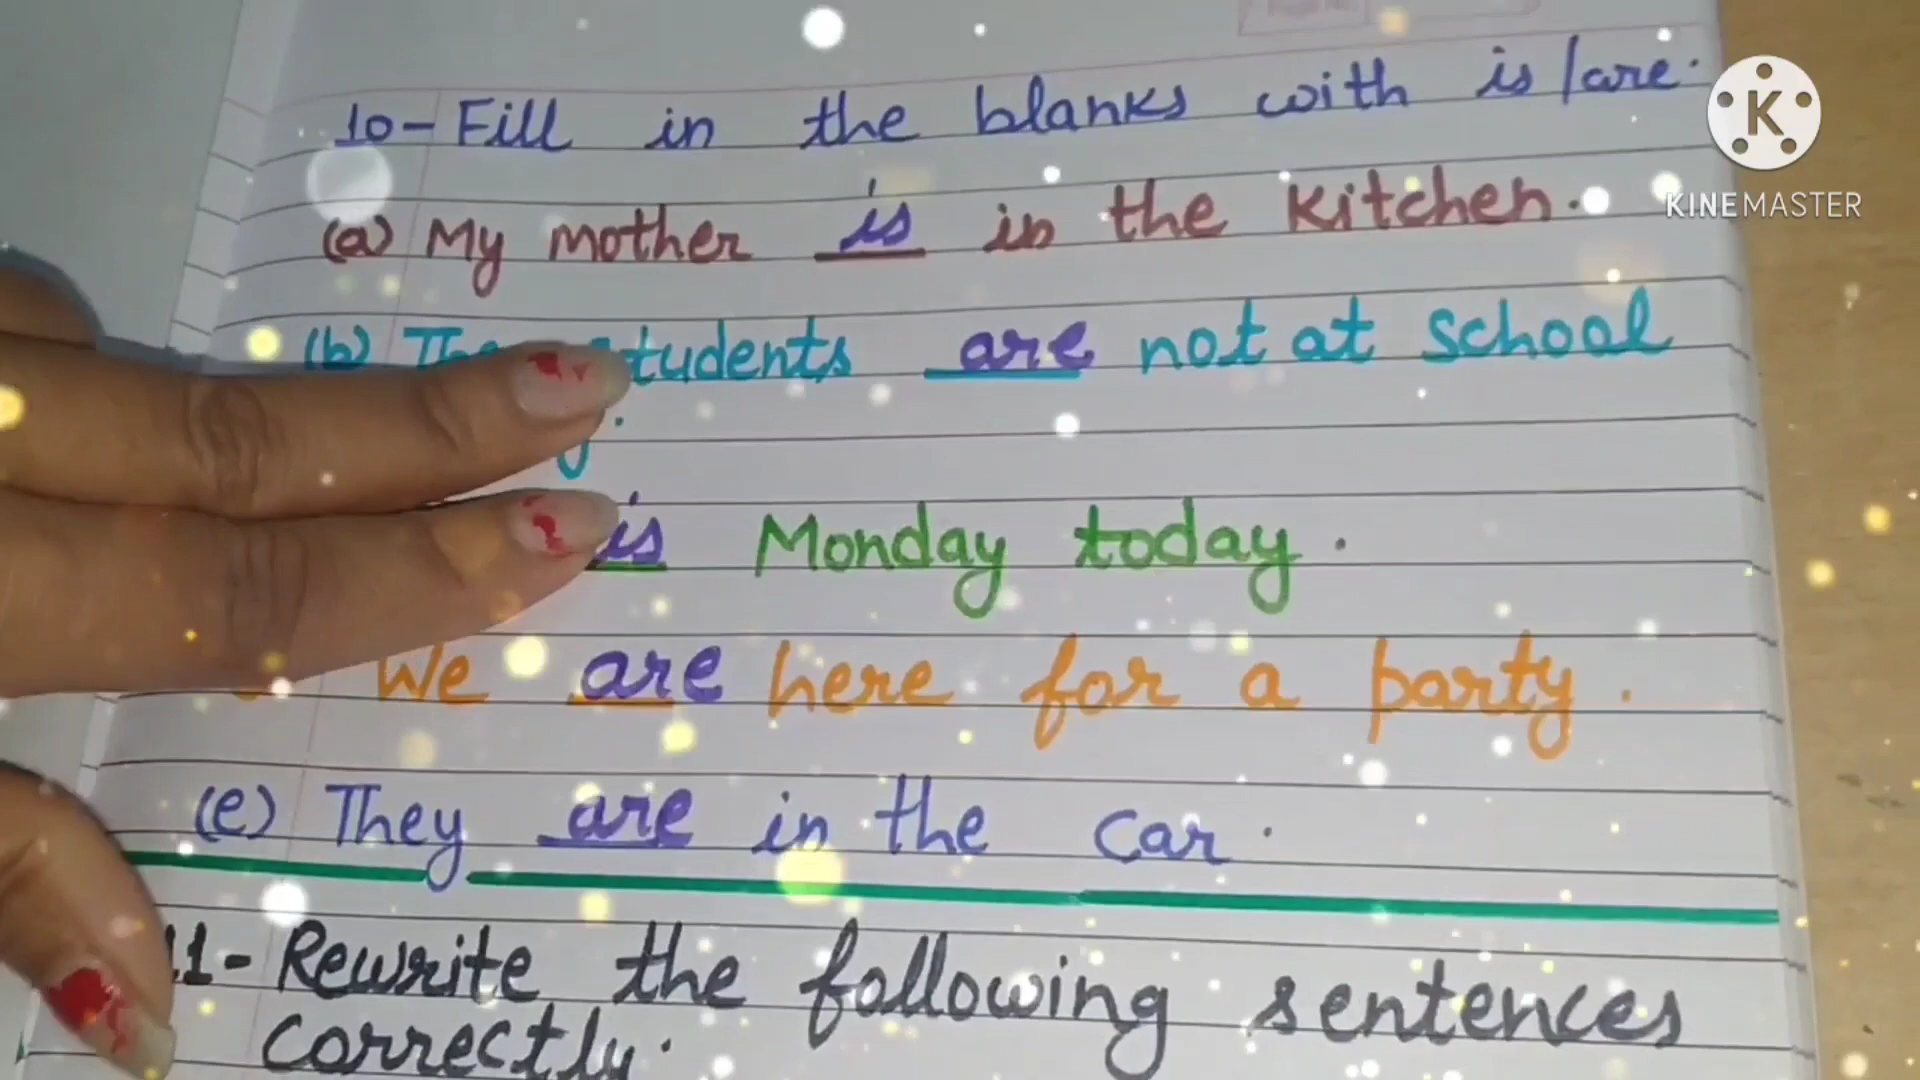 10- Fill in the blanks with is/are.
(a) My mother is in the kitchen.
(b) students are not at school
is Monday today.
We are here for a party.
(e) They are in the car.
11- Rewrite the following sentences
correctly.
K
KINEMASTER